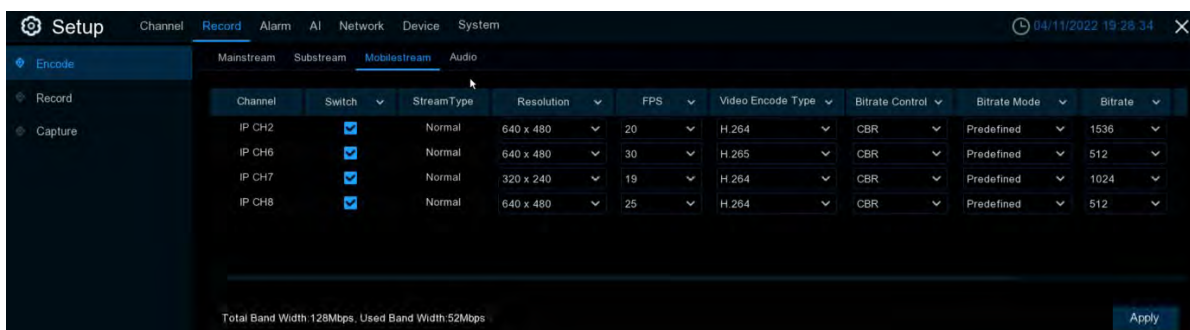 Setup Channel Record Alarm AI Network Device System 04/11/2022 19:28:34
Encode
Record
Capture
Mainstream Substream Mobilestream Audio
Channel Switch StreamType Resolution FPS Video Encode Type Bitrate Control Bitrate Mode Bitrate
IP CH2 Normal 640 x 480 20 H.264 CBR Predefined 1536
IP CH6 Normal 640 x 480 30 H.265 CBR Predefined 512
IP CH7 Normal 320 x 240 19 H.264 CBR Predefined 1024
IP CH8 Normal 640 x 480 25 H.264 CBR Predefined 512
Total Band Width:128Mbps, Used Band Width:52Mbps
Apply